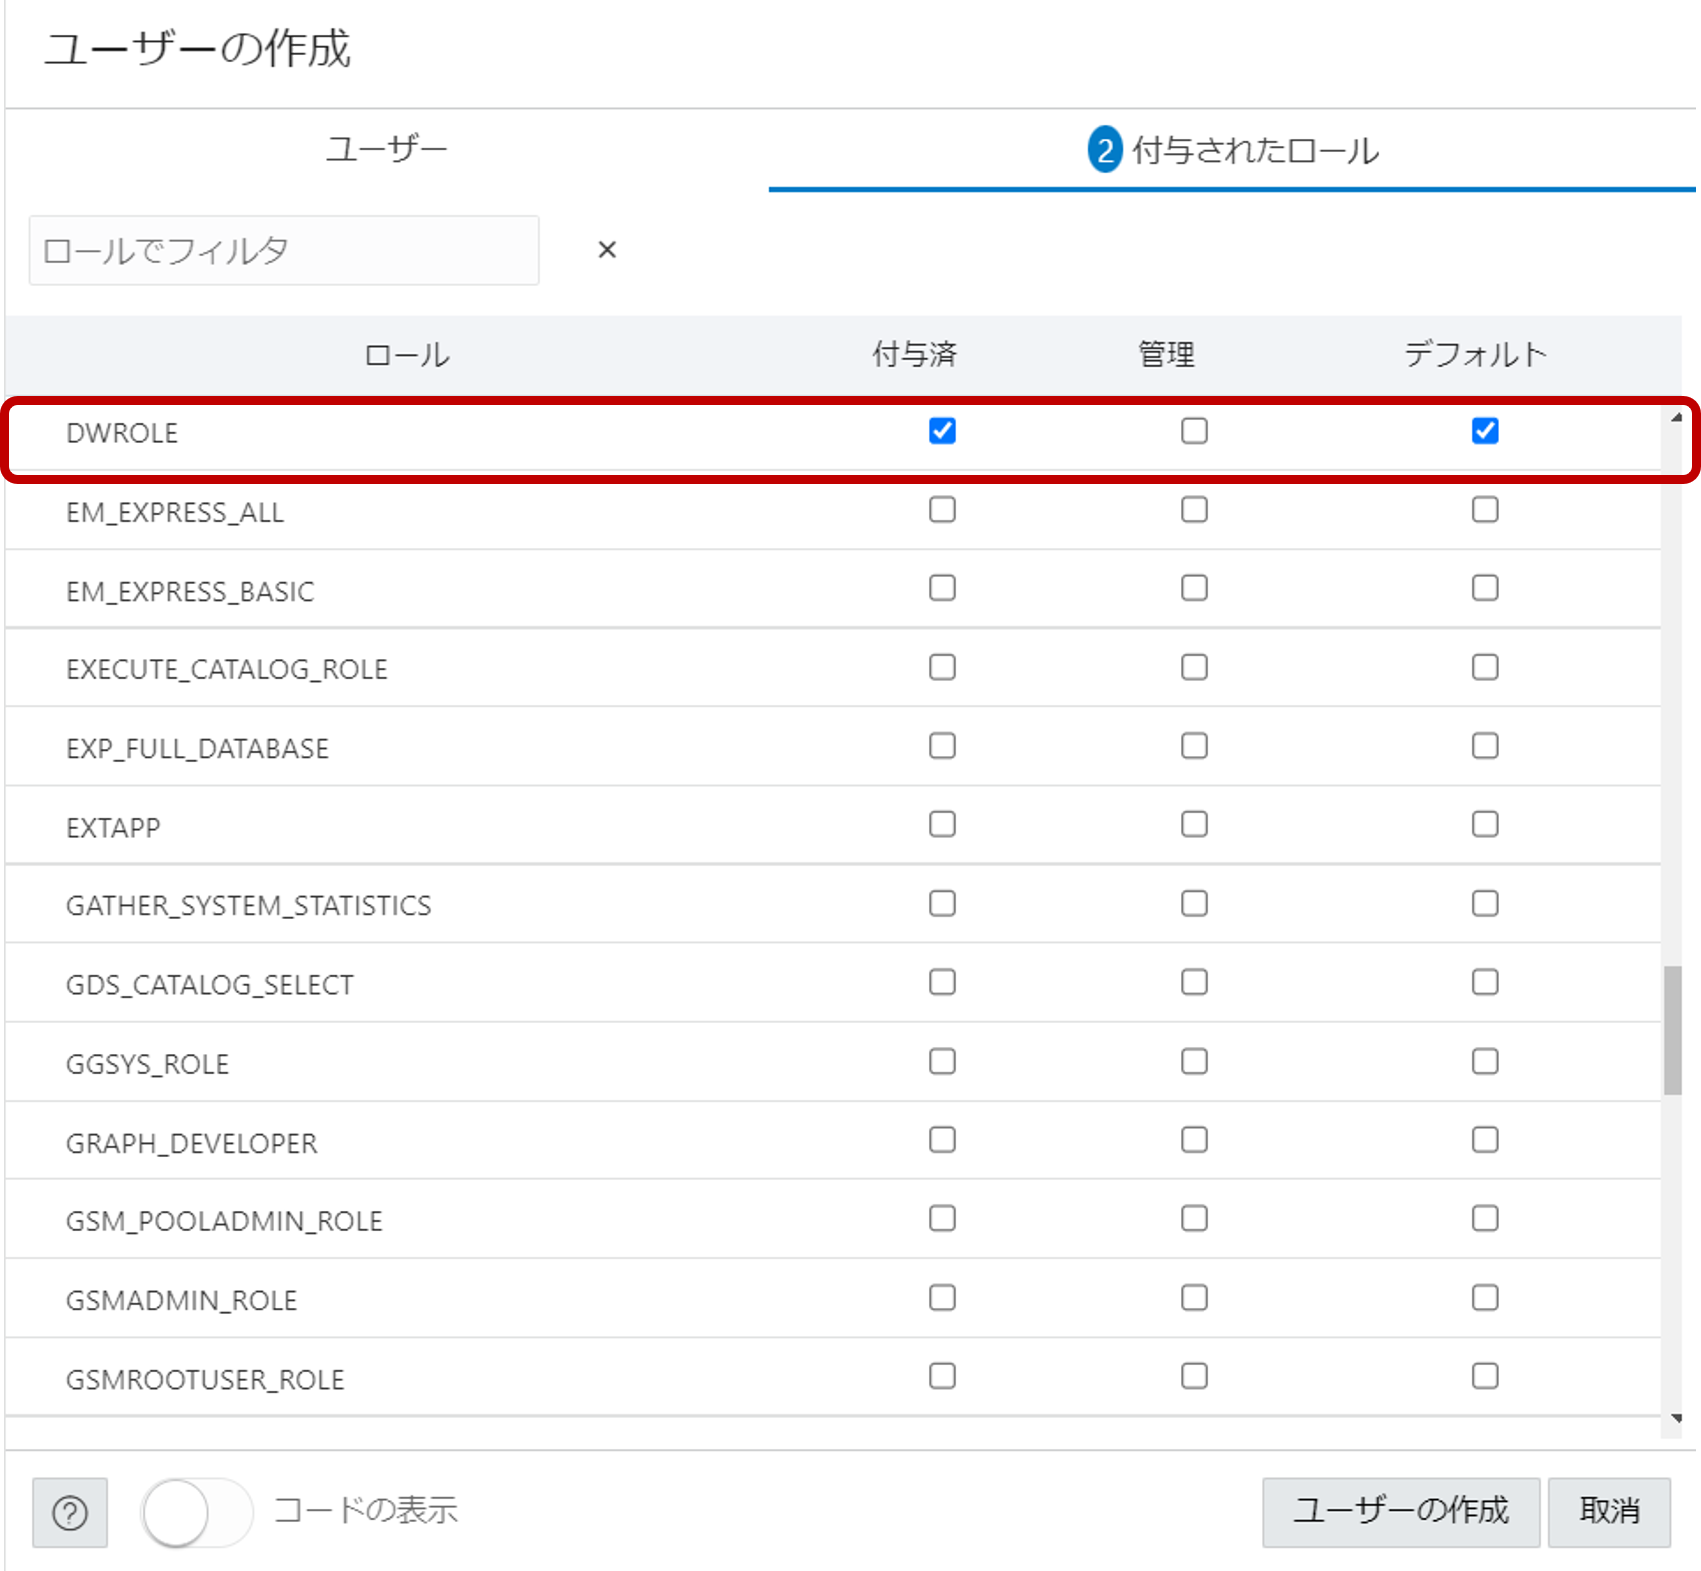 ユーザーの作成
ユーザー
2 付与されたロール
ロールでフィルタ ×
ロール 付与済 管理 デフォルト
DWROLE
EM_EXPRESS_ALL
EM_EXPRESS_BASIC
EXECUTE_CATALOG_ROLE
EXP_FULL_DATABASE
EXTAPP
GATHER_SYSTEM_STATISTICS
GDS_CATALOG_SELECT
GGSYS_ROLE
GRAPH_DEVELOPER
GSM_POOLADMIN_ROLE
GSMADMIN_ROLE
GSMROOTUSER_ROLE
? コードの表示 ユーザーの作成 取消